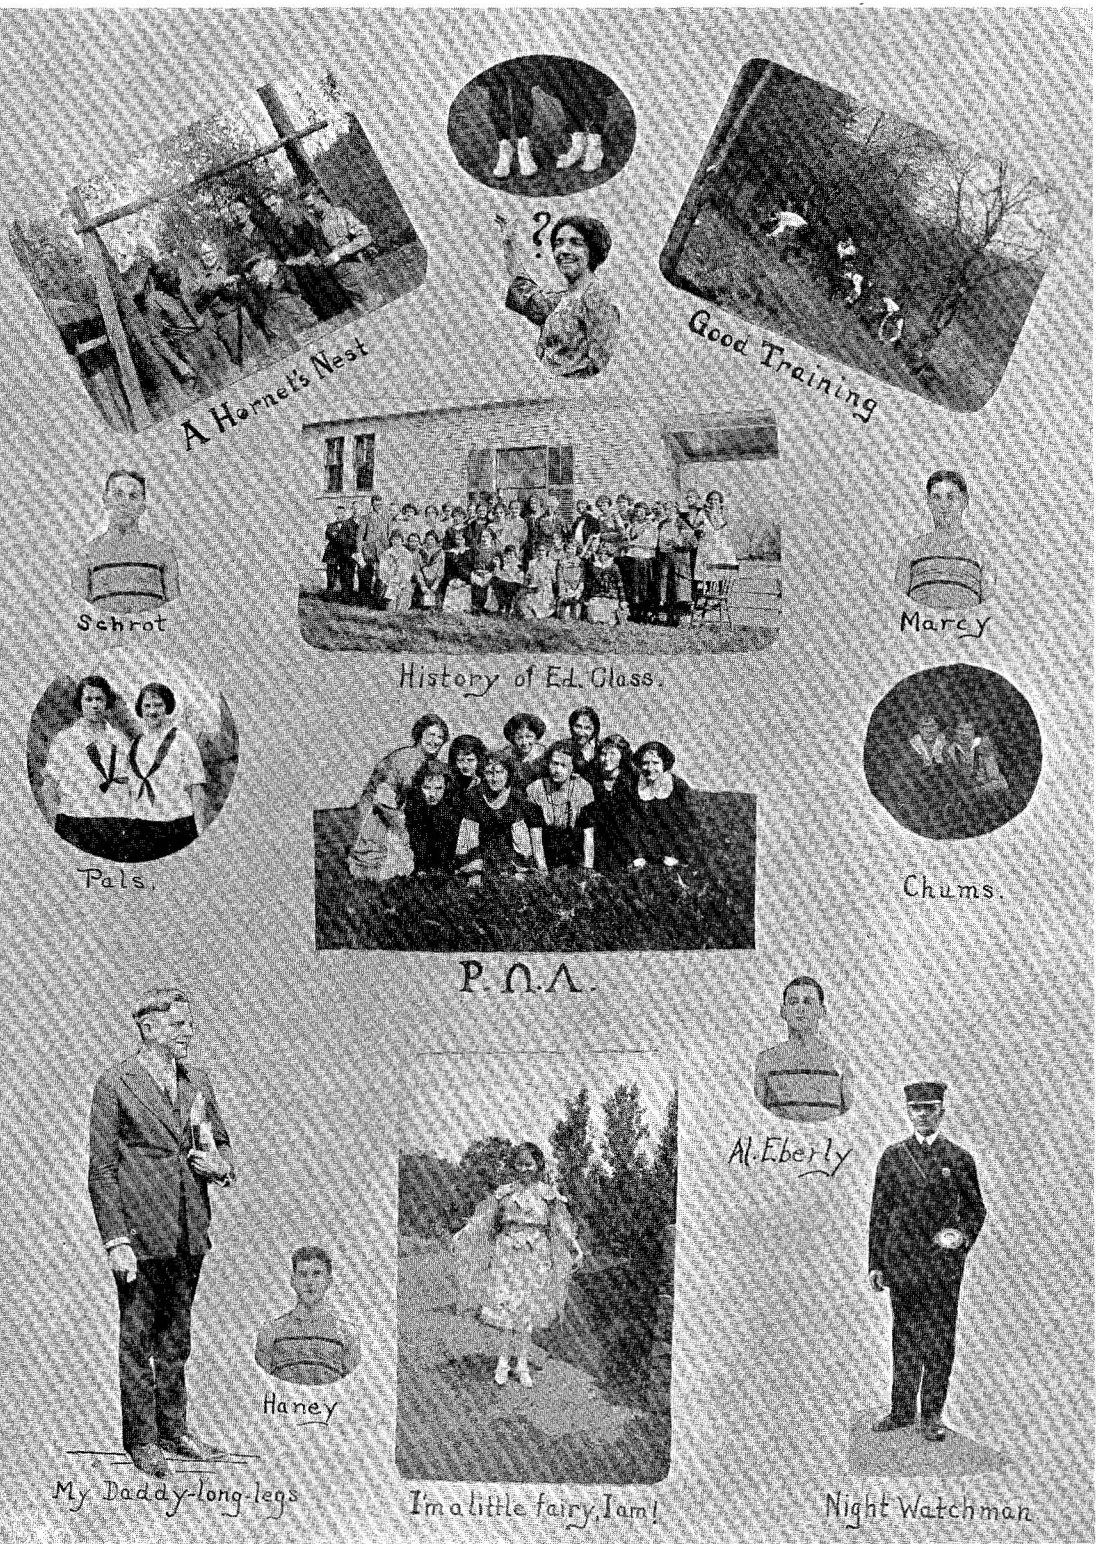 ?
A Hornet's Nest
Good Training
Schrot
Marcy
History of Ed. Class.
Pals.
Chums.
P.Ո.Λ.
Al. Eberly
Haney
My Daddy-long-legs
I'm a little fairy, I am!
Night Watchman